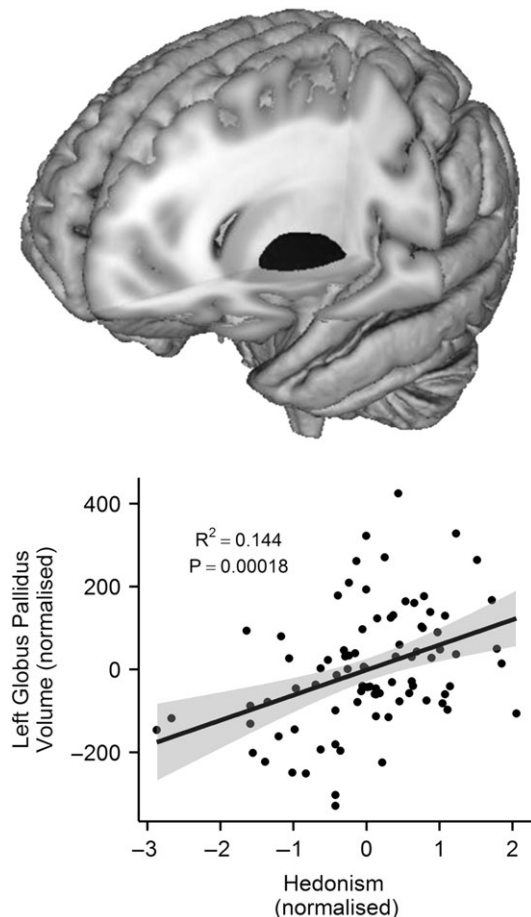 400
200
0
−200
Left Globus Pallidus
Volume (normalised)
R² = 0.144
P = 0.00018
−3 −2 −1 0 1 2
Hedonism
(normalised)